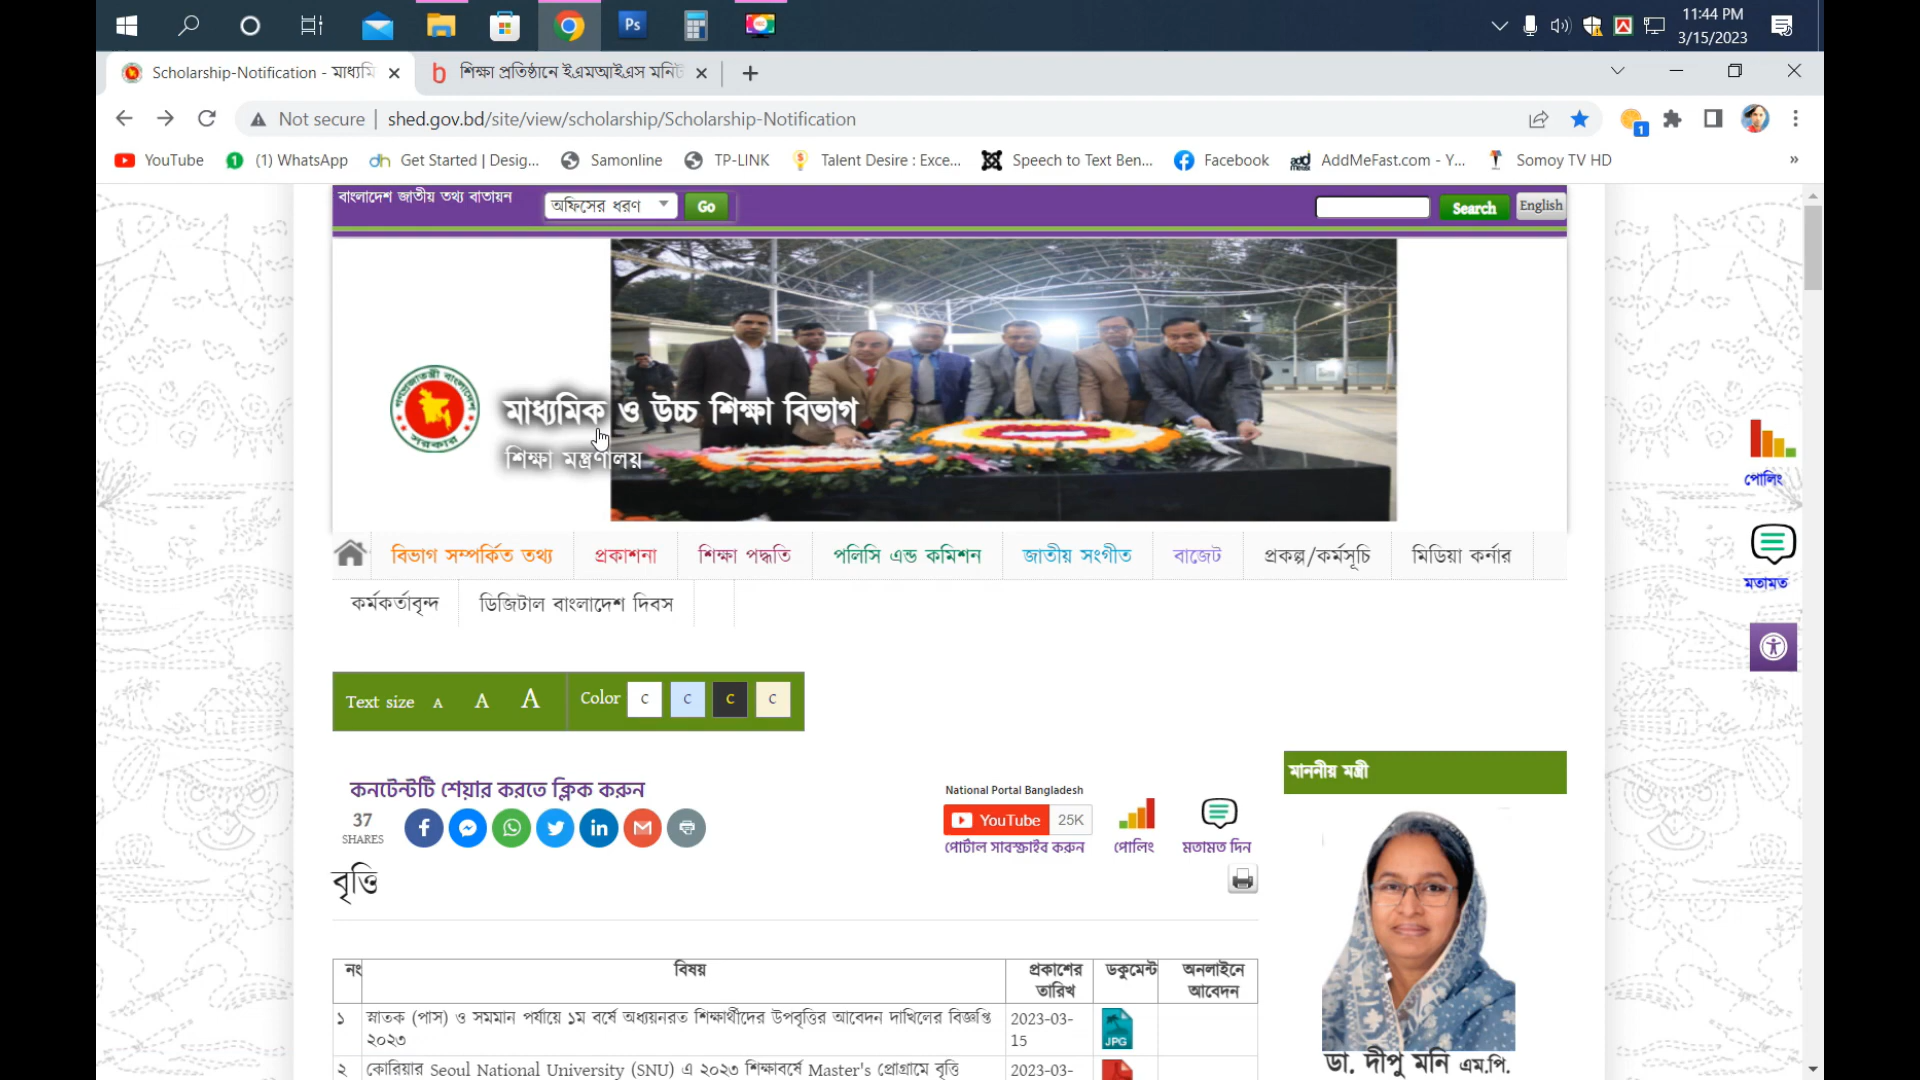 11:44 PM
3/15/2023
Scholarship-Notification - মাধ্যমি
শিক্ষা প্রতিষ্ঠানে ইএমআইএস মনিট
Not secure | shed.gov.bd/site/view/scholarship/Scholarship-Notification
YouTube
(1) WhatsApp
Get Started | Desig...
Samonline
TP-LINK
Talent Desire : Exce...
Speech to Text Ben...
Facebook
AddMeFast.com - Y...
Somoy TV HD
বাংলাদেশ জাতীয় তথ্য বাতায়ন
অফিসের ধরণ
Go
Search
English
মাধ্যমিক ও উচ্চ শিক্ষা বিভাগ
শিক্ষা মন্ত্রণালয়
পোলিং
মতামত
বিভাগ সম্পর্কিত তথ্য
প্রকাশনা
শিক্ষা পদ্ধতি
পলিসি এন্ড কমিশন
জাতীয় সংগীত
বাজেট
প্রকল্প/কর্মসূচি
মিডিয়া কর্নার
কর্মকর্তাবৃন্দ
ডিজিটাল বাংলাদেশ দিবস
Text size A A A Color C C C C
মাননীয় মন্ত্রী
কনটেন্টটি শেয়ার করতে ক্লিক করুন
37
SHARES
National Portal Bangladesh
YouTube 25K
পোর্টাল সাবস্ক্রাইব করুন
পোলিং
মতামত দিন
বৃত্তি
নং বিষয় প্রকাশের তারিখ ডকুমেন্ট অনলাইনে আবেদন
১ স্নাতক (পাস) ও সমমান পর্যায়ে ১ম বর্ষে অধ্যয়নরত শিক্ষার্থীদের উপবৃত্তির আবেদন দাখিলের বিজ্ঞপ্তি 2023-03-
২০২৩ 15 JPG
২ কোরিয়ার Seoul National University (SNU) এ ২০২৩ শিক্ষাবর্ষে Master's প্রোগ্রামে বৃত্তি 2023-03-
ডা. দীপু মনি এম.পি.